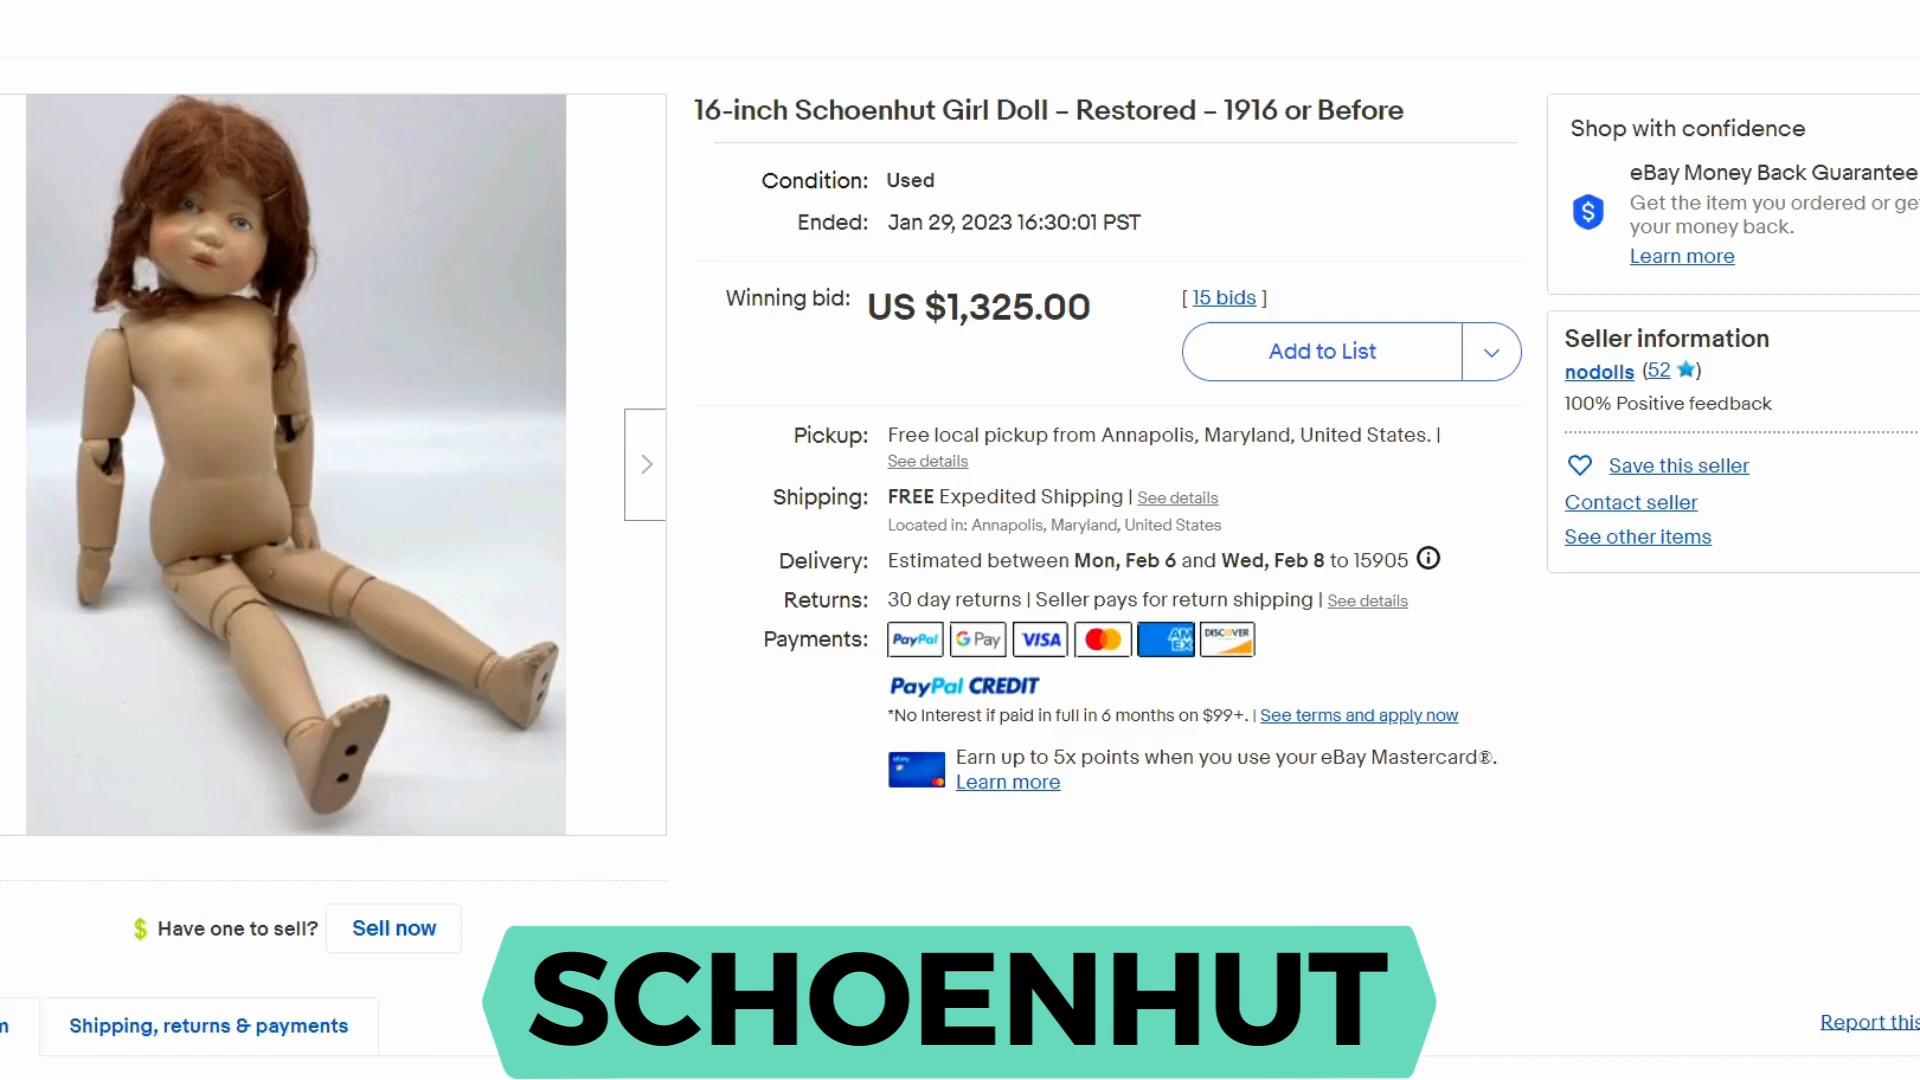 16-inch Schoenhut Girl Doll – Restored – 1916 or Before
Condition: Used
Ended: Jan 29, 2023 16:30:01 PST
Winning bid: US $1,325.00 [ 15 bids ]
Add to List
Pickup: Free local pickup from Annapolis, Maryland, United States. |
See details
Shipping: FREE Expedited Shipping | See details
Located in: Annapolis, Maryland, United States
Delivery: Estimated between Mon, Feb 6 and Wed, Feb 8 to 15905
Returns: 30 day returns | Seller pays for return shipping | See details
Payments: PayPal G Pay VISA AMEX DISCOVER
PayPal CREDIT
*No Interest if paid in full in 6 months on $99+. | See terms and apply now
ebay
Earn up to 5x points when you use your eBay Mastercard®.
Learn more
Shop with confidence
eBay Money Back Guarantee
$
Get the item you ordered or ge
your money back.
Learn more
Seller information
nodolls (52)
100% Positive feedback
Save this seller
Contact seller
See other items
$ Have one to sell? Sell now
Shipping, returns & payments
SCHOENHUT
Report this